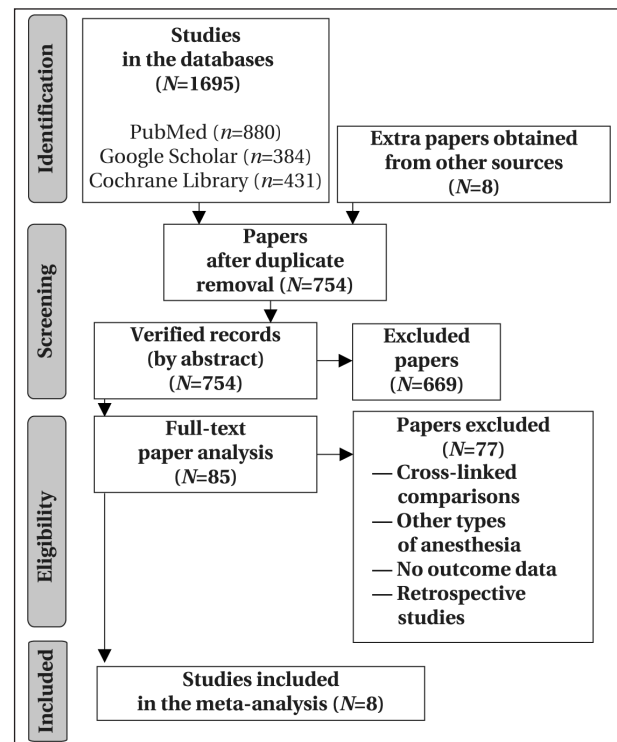 Identification
Studies
in the databases
(N=1695)
PubMed (n=880)
Google Scholar (n=384)
Cochrane Library (n=431)
Extra papers obtained
from other sources
(N=8)
Screening
Papers
after duplicate
removal (N=754)
Verified records
(by abstract)
(N=754)
Excluded
papers
(N=669)
Eligibility
Full-text
paper analysis
(N=85)
Papers excluded
(N=77)
— Cross-linked
comparisons
— Other types
of anesthesia
— No outcome data
— Retrospective
studies
Included
Studies included
in the meta-analysis (N=8)